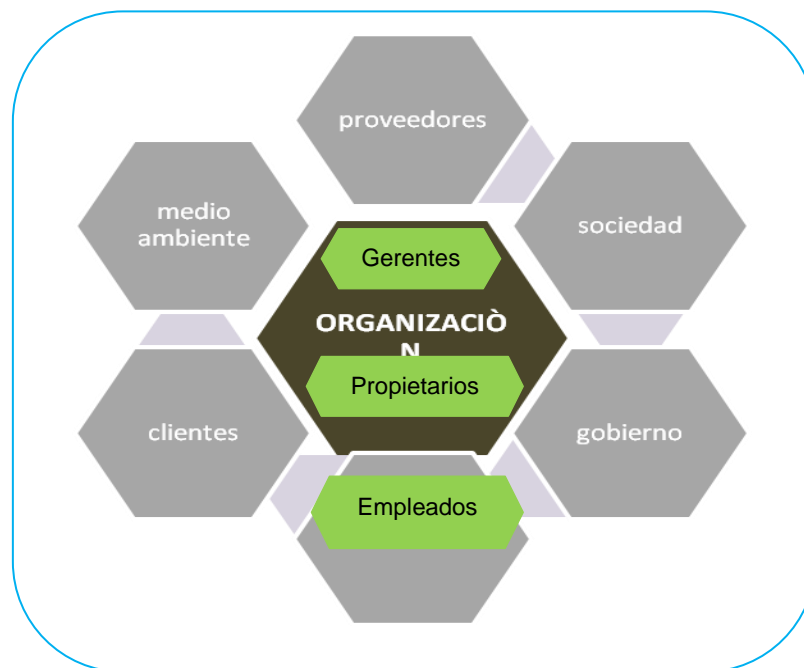 proveedores
medio
ambiente
sociedad
Gerentes
ORGANIZACIÒ
N
Propietarios
clientes
gobierno
Empleados